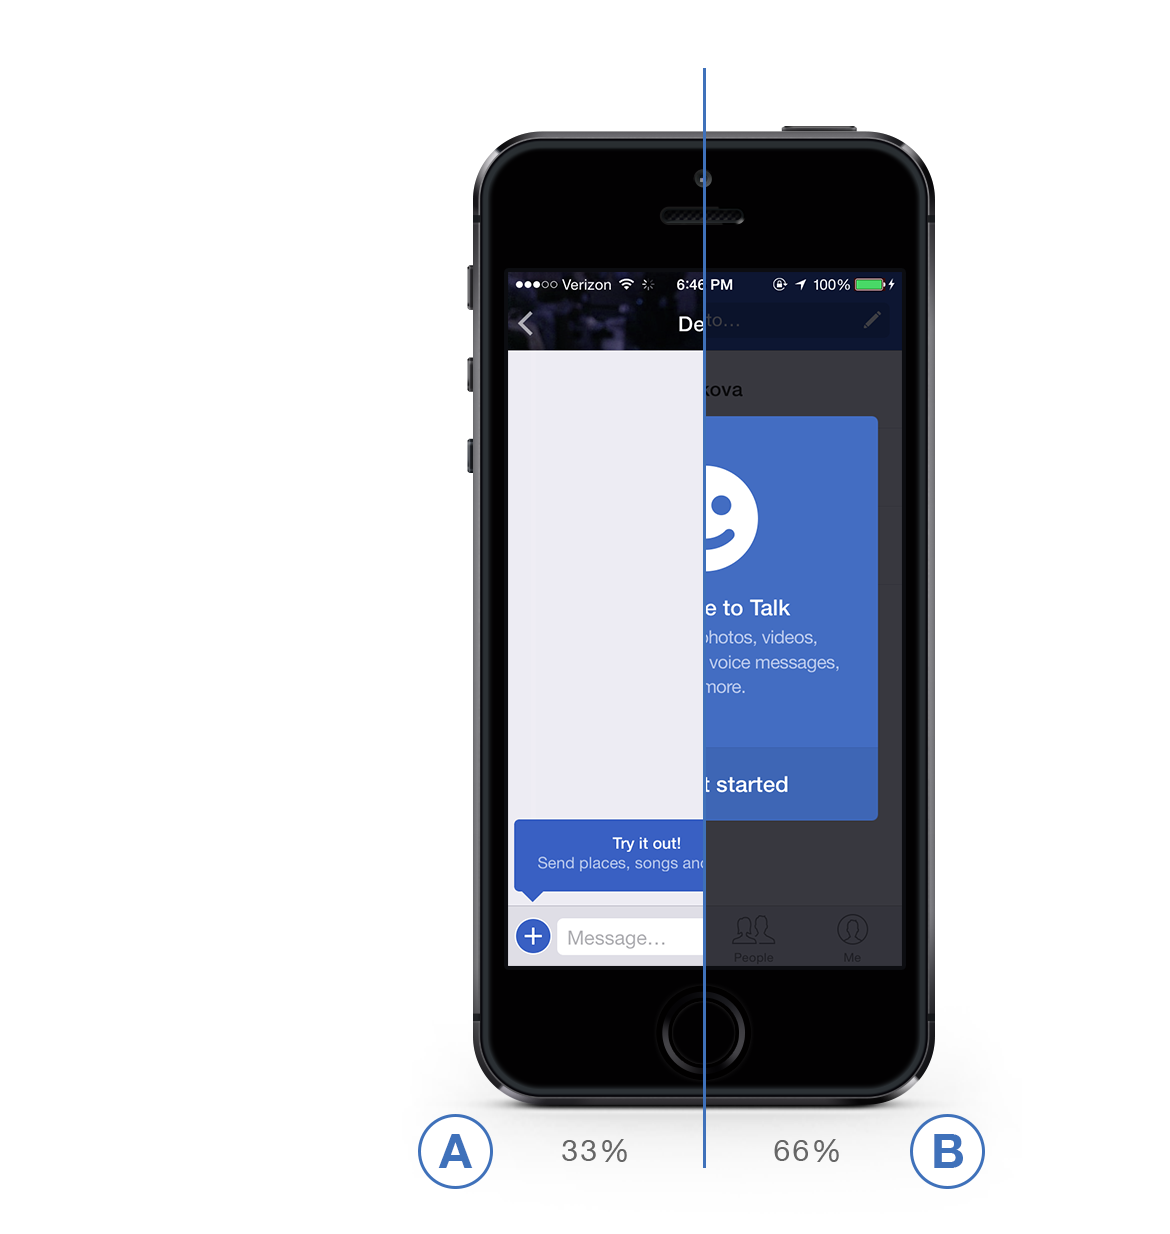 Verizon 6:46 PM 100%
De to...
kova
e to Talk
photos, videos,
voice messages,
more.
t started
Try it out!
Send places, songs and
+ Message...
People Me
A 33% 66% B